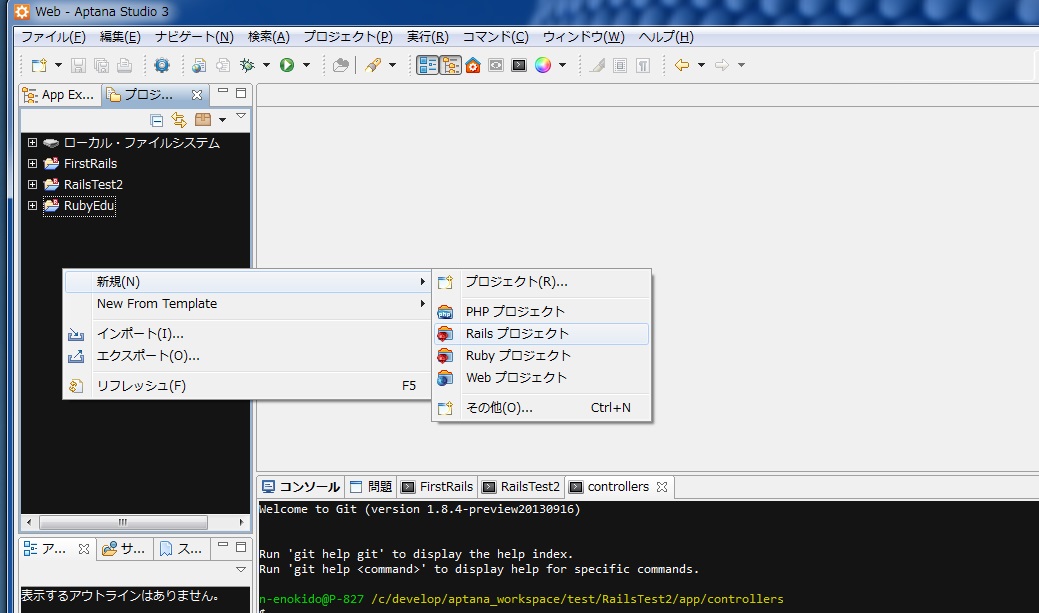 Web - Aptana Studio 3
ファイル(F) 編集(E) ナビゲート(N) 検索(A) プロジェクト(P) 実行(R) コマンド(C) ウィンドウ(W) ヘルプ(H)
App Ex... プロジ...
ローカル・ファイルシステム
FirstRails
RailsTest2
RubyEdu
新規(N)
New From Template
インポート(I)...
エクスポート(O)...
リフレッシュ(F) F5
プロジェクト(R)...
PHP プロジェクト
Rails プロジェクト
Ruby プロジェクト
Web プロジェクト
その他(O)... Ctrl+N
コンソール 問題 FirstRails RailsTest2 controllers
Welcome to Git (version 1.8.4-preview20130916)
Run 'git help git' to display the help index.
Run 'git help <command>' to display help for specific commands.
n-enokido@P-827 /c/develop/aptana_workspace/test/RailsTest2/app/controllers
$
ア... サ... ス...
表示するアウトラインはありません。